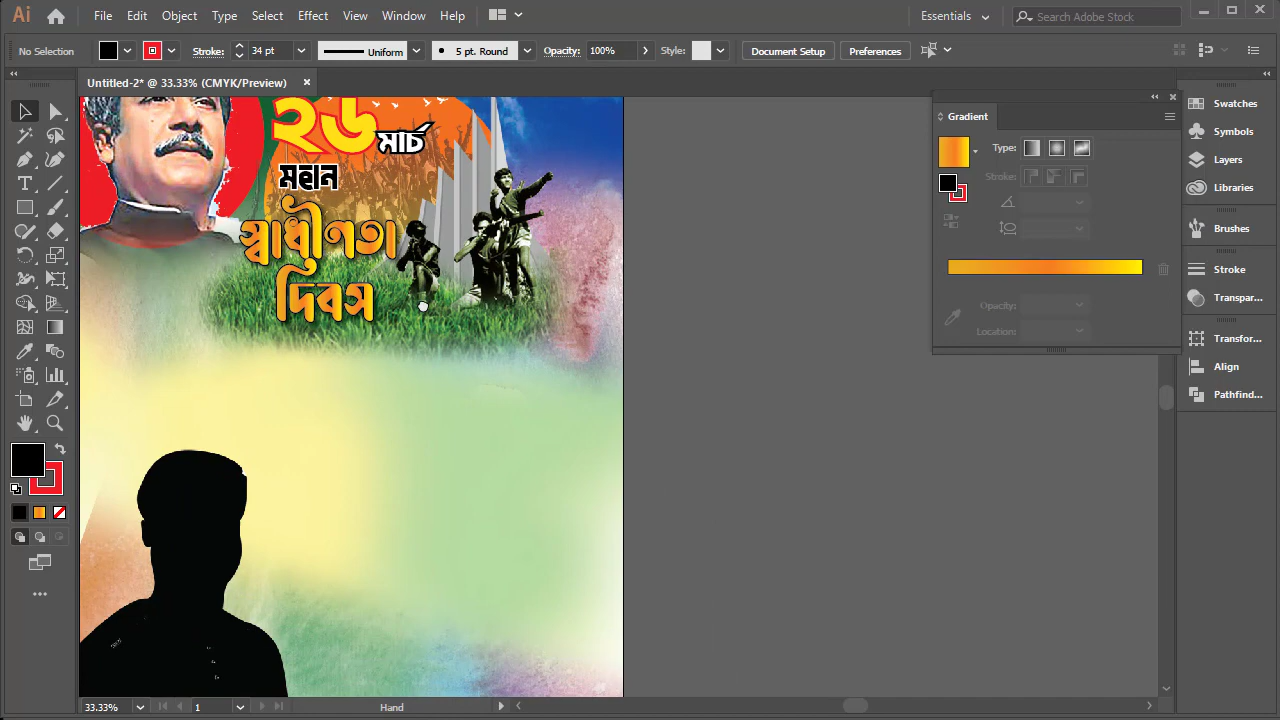 Ai File Edit Object Type Select Effect View Window Help Essentials Search Adobe Stock
No Selection Stroke: 34 pt Uniform 5 pt. Round Opacity: 100% Style: Document Setup Preferences
Untitled-2* @ 33.33% (CMYK/Preview)
২৬
মার্চ
মহান
স্বাধীনতা
দিবস
Gradient
Type:
Stroke:
Opacity:
Location:
Swatches
Symbols
Layers
Libraries
Brushes
Stroke
Transpar...
Transfor...
Align
Pathfind...
33.33% 1 Hand